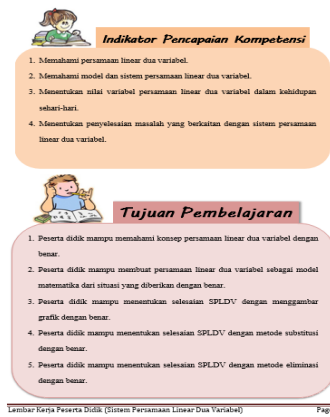 Indikator Pencapaian Kompetensi
1. Memahami persamaan linear dua variabel.
2. Memahami model dan sistem persamaan linear dua variabel.
3. Menentukan nilai variabel persamaan linear dua variabel dalam kehidupan
sehari-hari.
4. Menentukan penyelesaian masalah yang berkaitan dengan sistem persamaan
linear dua variabel.
Tujuan Pembelajaran
1. Peserta didik mampu memahami konsep persamaan linear dua variabel dengan
benar.
2. Peserta didik mampu membuat persamaan linear dua variabel sebagai model
matematika dari situasi yang diberikan dengan benar.
3. Peserta didik mampu menentukan selesaian SPLDV dengan menggambar
grafik dengan benar.
4. Peserta didik mampu menentukan selesaian SPLDV dengan metode substitusi
dengan benar.
5. Peserta didik mampu menentukan selesaian SPLDV dengan metode eliminasi
dengan benar.
Lembar Kerja Peserta Didik (Sistem Persamaan Linear Dua Variabel) Pag